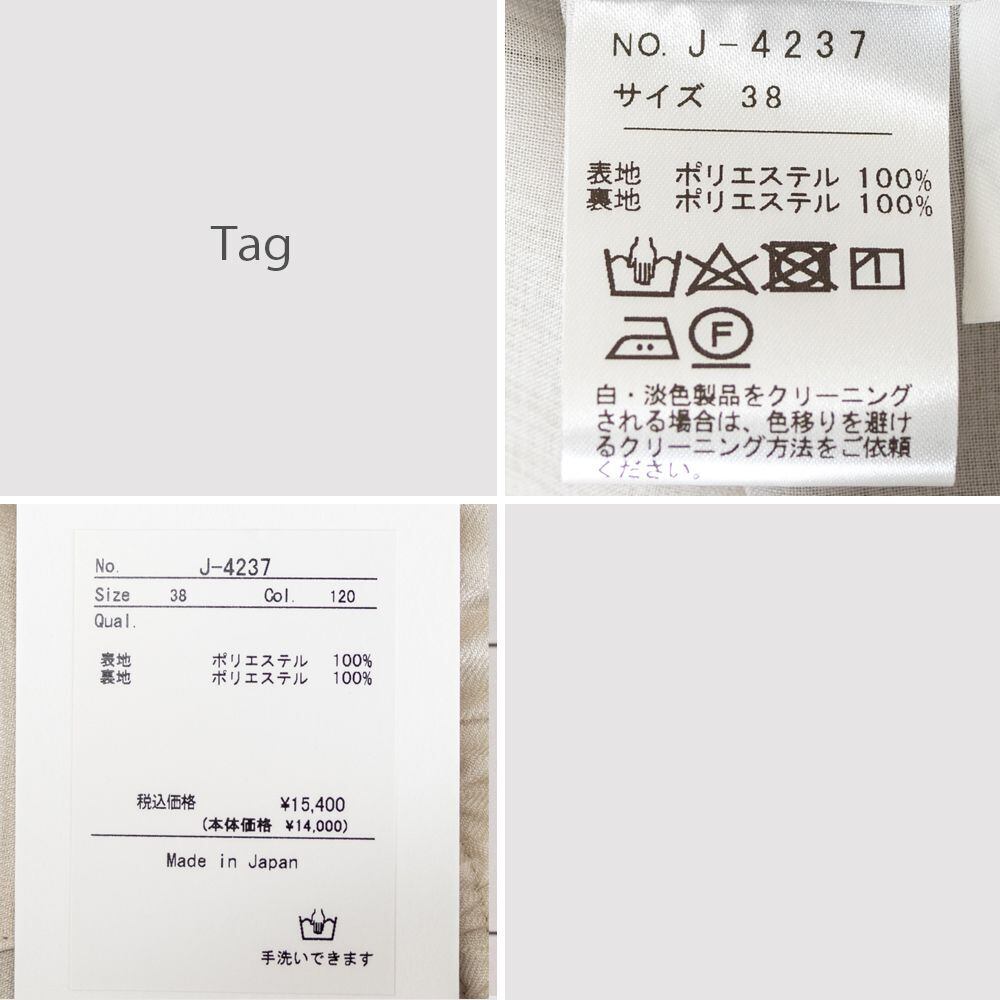 Tag
NO. J-4237
サイズ 38
表地 ポリエステル 100%
裏地 ポリエステル 100%
F
白・淡色製品をクリーニング
される場合は、色移りを避け
るクリーニング方法をご依頼
ください。
No. J-4237
Size 38 Col. 120
Qual.
表地 ポリエステル 100%
裏地 ポリエステル 100%
税込価格 ¥15,400
(本体価格 ¥14,000)
Made in Japan
手洗いできます